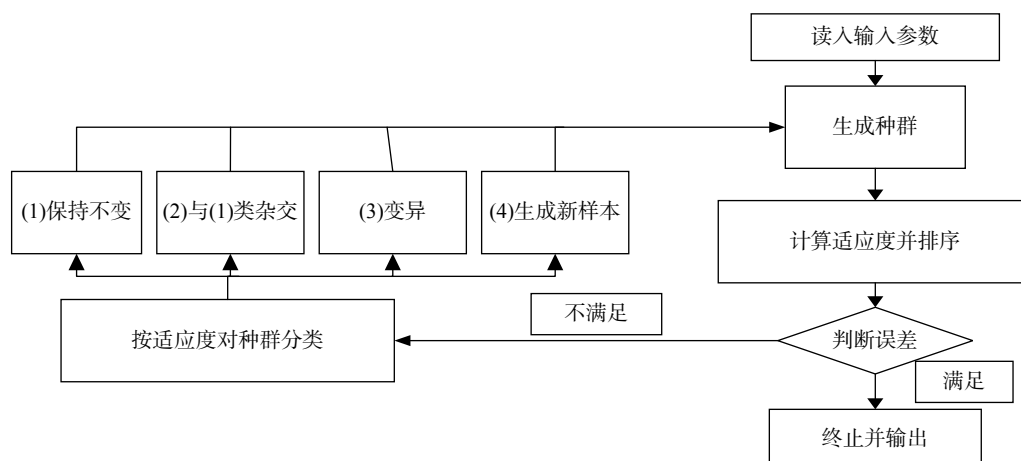 读入输入参数
生成种群
(1)保持不变
(2)与(1)类杂交
(3)变异
(4)生成新样本
计算适应度并排序
不满足
按适应度对种群分类
判断误差
满足
终止并输出